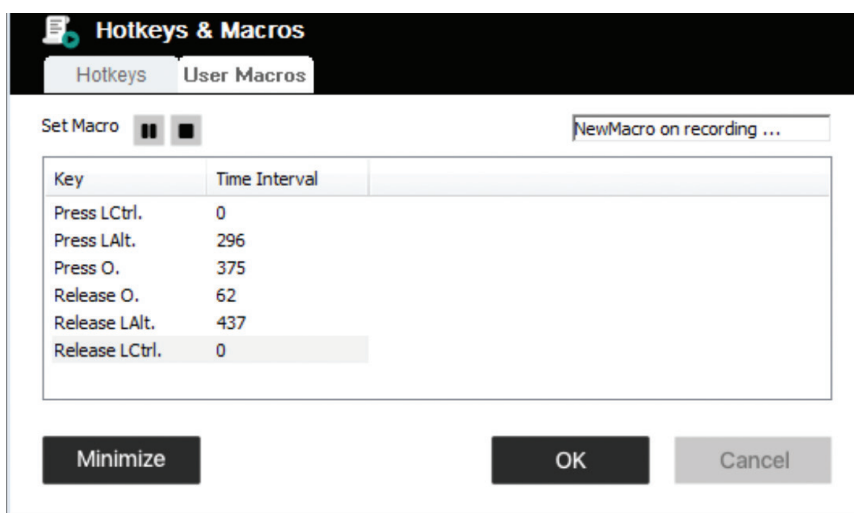 Hotkeys & Macros
Hotkeys User Macros
Set Macro NewMacro on recording ...
Key Time Interval
Press LCtrl. 0
Press LAlt. 296
Press O. 375
Release O. 62
Release LAlt. 437
Release LCtrl. 0
Minimize OK Cancel